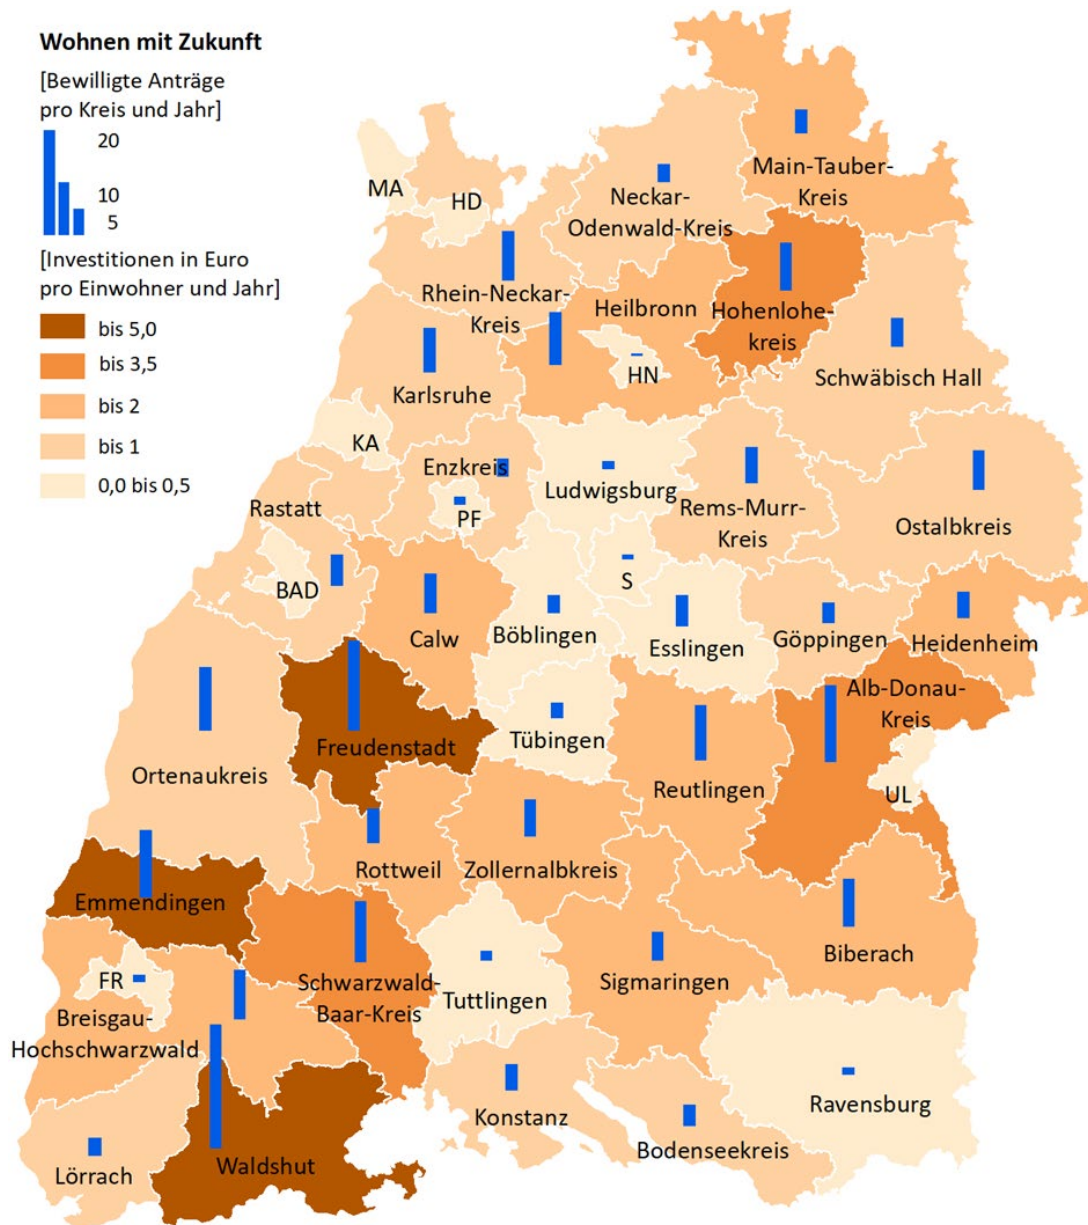 Wohnen mit Zukunft
[Bewilligte Anträge
pro Kreis und Jahr]
20
10
5
[Investitionen in Euro
pro Einwohner und Jahr]
bis 5,0
bis 3,5
bis 2
bis 1
0,0 bis 0,5
Main-Tauber-
Kreis
MA
HD
Neckar-
Odenwald-Kreis
Rhein-Neckar-
Kreis
Heilbronn
Hohenlohe-
kreis
HN
Schwäbisch Hall
Karlsruhe
KA
Enzkreis
PF
Ludwigsburg
Rems-Murr-
Kreis
Ostalbkreis
Rastatt
BAD
Calw
Böblingen
S
Esslingen
Göppingen
Heidenheim
Alb-Donau-
Kreis
Freudenstadt
Tübingen
Ortenaukreis
Reutlingen
UL
Rottweil
Zollernalbkreis
Emmendingen
Biberach
FR
Breisgau-
Hochschwarzwald
Schwarzwald-
Baar-Kreis
Tuttlingen
Sigmaringen
Konstanz
Ravensburg
Bodenseekreis
Lörrach
Waldshut